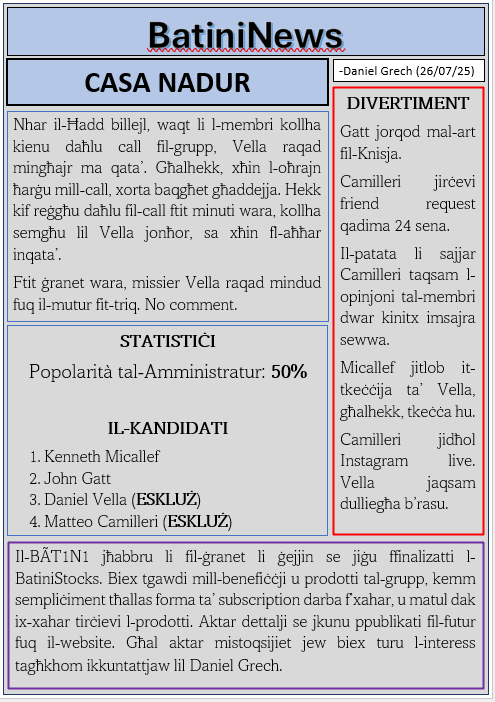 BatiniNews
CASA NADUR
-Daniel Grech (26/07/25)
Nhar il-Ħadd billejl, waqt li l-membri kollha
kienu daħlu call fil-grupp, Vella raqad
mingħajr ma qata’. Għalhekk, xħin l-oħrajn
ħarġu mill-call, xorta baqgħet għaddejja. Hekk
kif reġgħu daħlu fil-call ftit minuti wara, kollha
semgħu lil Vella jonħor, sa xħin fl-aħħar
inqata’.
Ftit ġranet wara, missier Vella raqad mindud
fuq il-mutur fit-triq. No comment.
STATISTIĊI
Popolarità tal-Amministratur: 50%
IL-KANDIDATI
1. Kenneth Micallef
2. John Gatt
3. Daniel Vella (ESKLUŻ)
4. Matteo Camilleri (ESKLUŻ)
DIVERTIMENT
Gatt jorqod mal-art
fil-Knisja.
Camilleri jirċevi
friend request
qadima 24 sena.
Il-patata li sajjar
Camilleri taqsam l-
opinjoni tal-membri
dwar kinitx imsajra
sewwa.
Micallef jitlob it-
tkeċċija ta’ Vella,
għalhekk, tkeċċa hu.
Camilleri jidħol
Instagram live.
Vella jaqsam
dulliegħa b’rasu.
Il-BÃT1N1 jħabbru li fil-ġranet li ġejjin se jiġu ffinalizatti l-
BatiniStocks. Biex tgawdi mill-benefiċċji u prodotti tal-grupp, kemm
sempliċiment tħallas forma ta’ subscription darba f’xahar, u matul dak
ix-xahar tirċievi l-prodotti. Aktar dettalji se jkunu ppublikati fil-futur
fuq il-website. Għal aktar mistoqsijiet jew biex turu l-interess
tagħkhom ikkuntattjaw lil Daniel Grech.